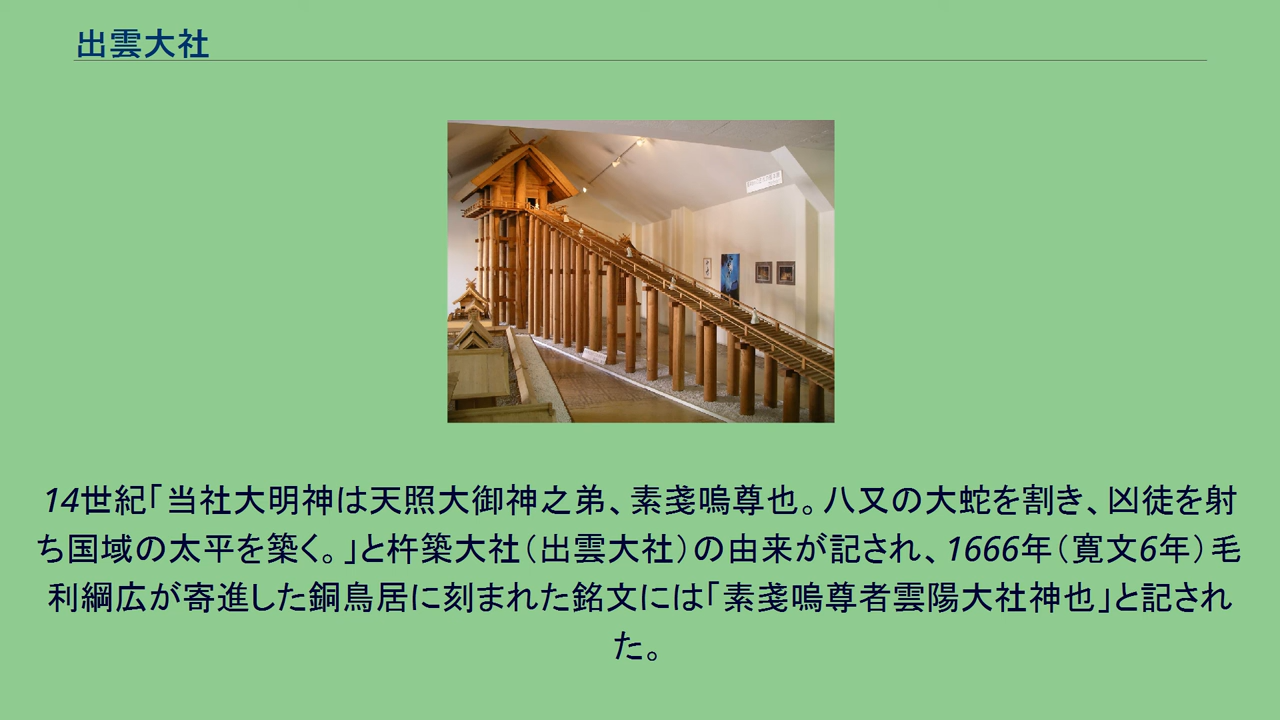 出雲大社
14世紀「当社大明神は天照大御神之弟、素戔嗚尊也。八又の大蛇を割き、凶徒を射
ち国域の太平を築く。」と杵築大社（出雲大社）の由来が記され、1666年（寛文6年）毛
利綱広が寄進した銅鳥居に刻まれた銘文には「素戔嗚尊者雲陽大社神也」と記され
た。